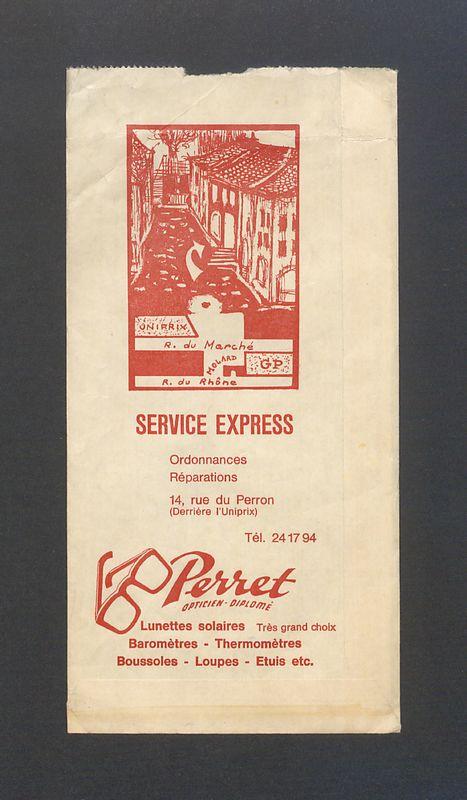 UNIPRIX
R. du Marché
MOLARD
GP
R. du Rhône
SERVICE EXPRESS
Ordonnances
Réparations
14, rue du Perron
(Derrière l'Uniprix)
Tél. 24 17 94
Perret
OPTICIEN-DIPLOMÉ
Lunettes solaires Très grand choix
Baromètres - Thermomètres
Boussoles - Loupes - Etuis etc.